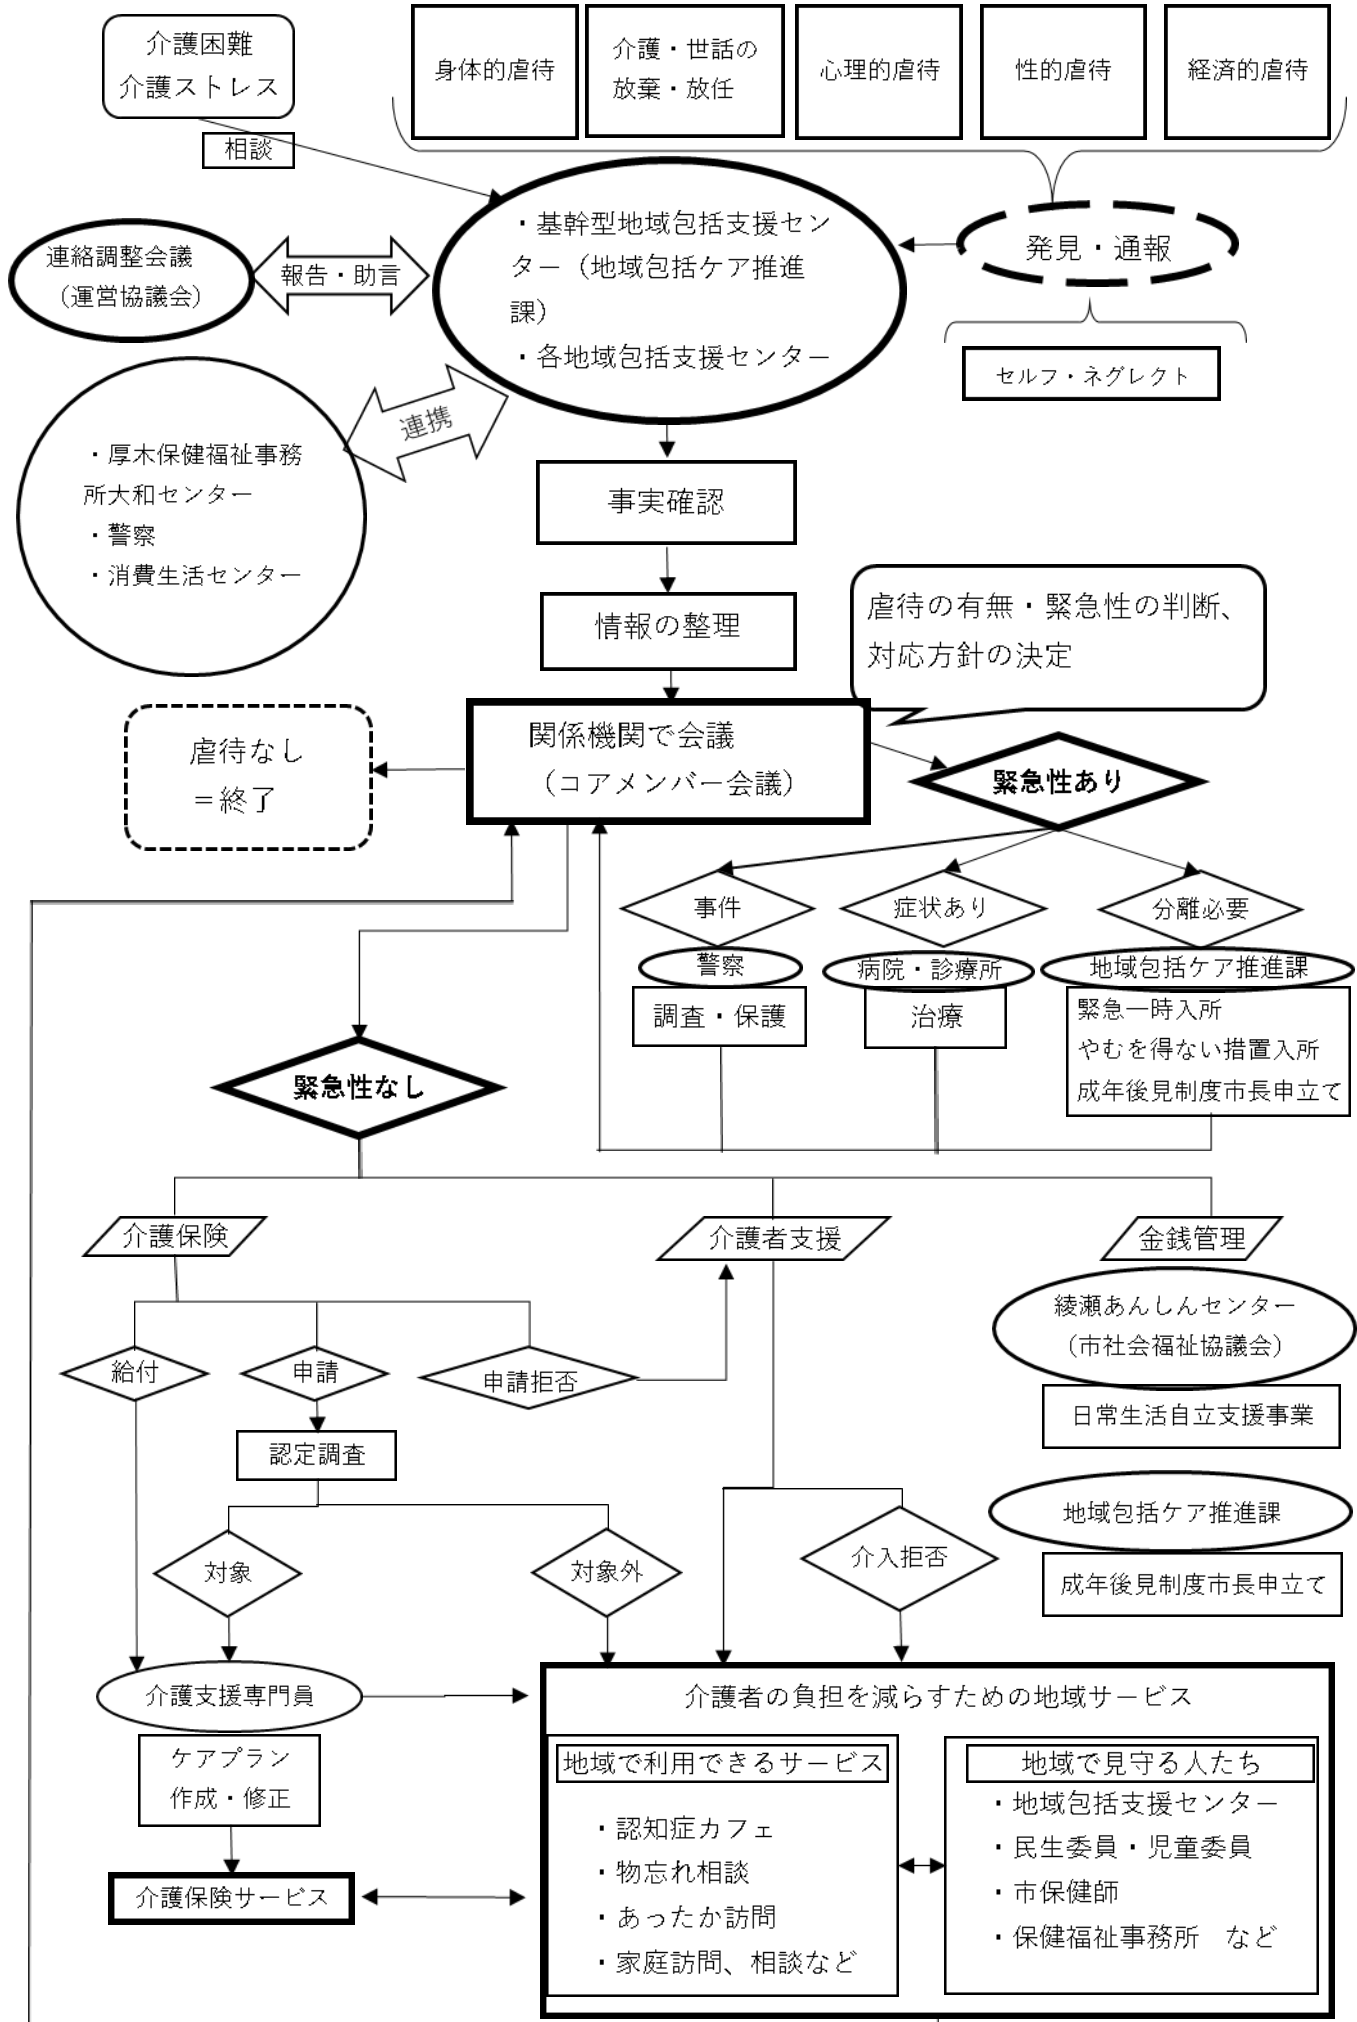 介護困難
介護ストレス
身体的虐待
介護・世話の
放棄・放任
心理的虐待
性的虐待
経済的虐待
相談
・基幹型地域包括支援セン
ター（地域包括ケア推進
課）
・各地域包括支援センター
発見・通報
連絡調整会議
（運営協議会）
報告・助言
セルフ・ネグレクト
連携
・厚木保健福祉事務
所大和センター
・警察
・消費生活センター
事実確認
情報の整理
虐待の有無・緊急性の判断、
対応方針の決定
関係機関で会議
（コアメンバー会議）
虐待なし
＝終了
緊急性あり
事件
症状あり
分離必要
警察
病院・診療所
地域包括ケア推進課
調査・保護
治療
緊急一時入所
やむを得ない措置入所
成年後見制度市長申立て
緊急性なし
介護保険
介護者支援
金銭管理
綾瀬あんしんセンター
（市社会福祉協議会）
給付
申請
申請拒否
日常生活自立支援事業
認定調査
地域包括ケア推進課
対象
対象外
介入拒否
成年後見制度市長申立て
介護支援専門員
介護者の負担を減らすための地域サービス
ケアプラン
作成・修正
地域で利用できるサービス
・認知症カフェ
・物忘れ相談
・あったか訪問
・家庭訪問、相談など
地域で見守る人たち
・地域包括支援センター
・民生委員・児童委員
・市保健師
・保健福祉事務所　など
介護保険サービス